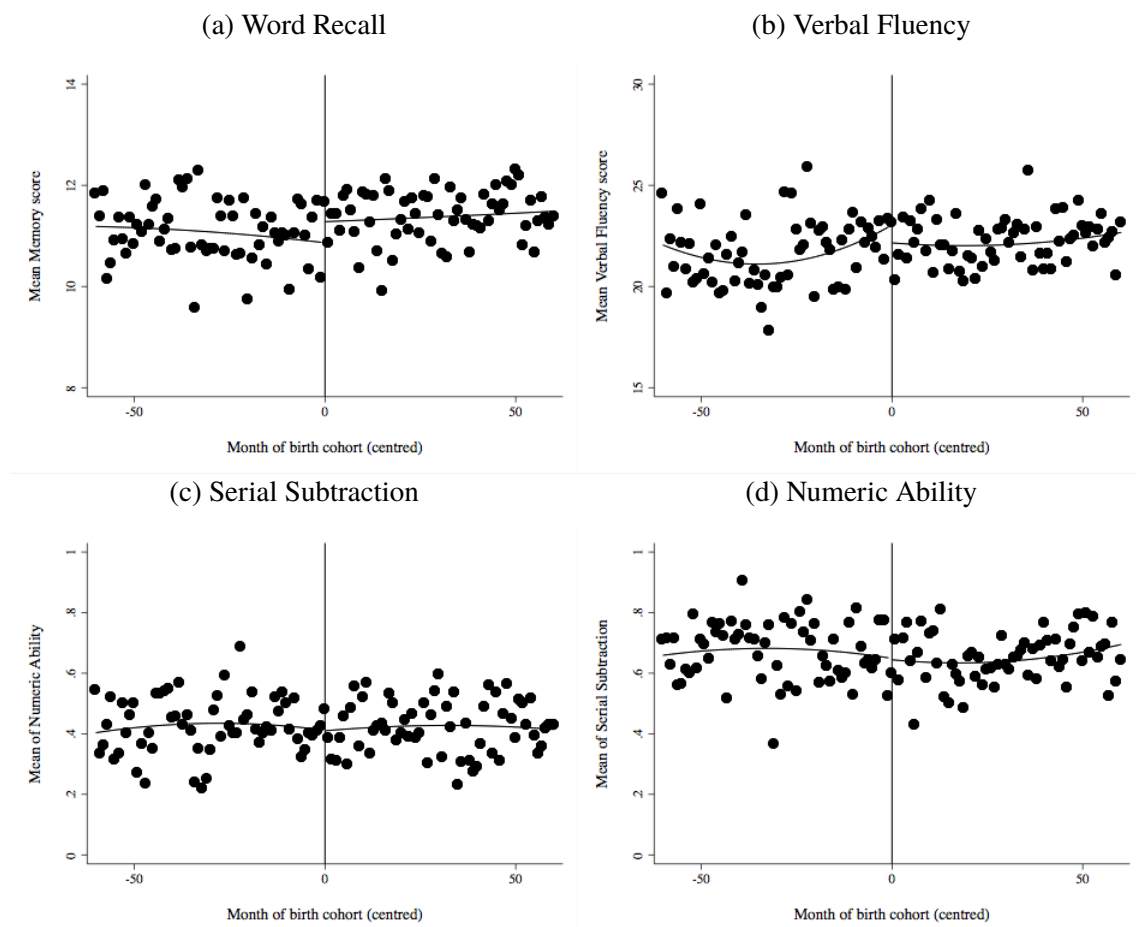 (a) Word Recall
Mean Memory score
14
12
10
8
-50 0 50
Month of birth cohort (centred)
(b) Verbal Fluency
Mean Verbal Fluency score
30
25
20
15
-50 0 50
Month of birth cohort (centred)
(c) Serial Subtraction
Mean of Numeric Ability
1
.8
.6
.4
.2
0
-50 0 50
Month of birth cohort (centred)
(d) Numeric Ability
Mean of Serial Subtraction
1
.8
.6
.4
.2
0
-50 0 50
Month of birth cohort (centred)